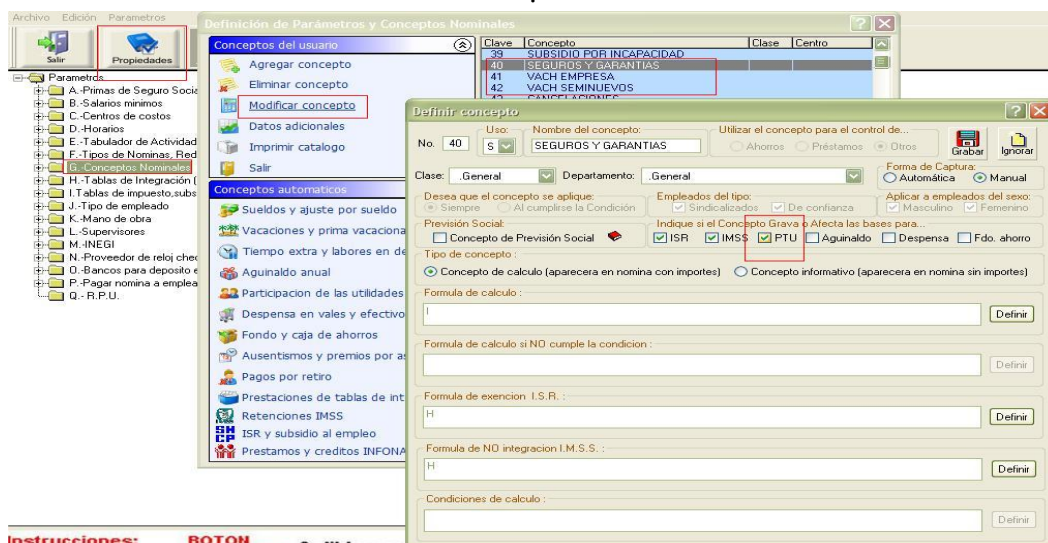 Archivo Edición Parametros
Salir
Propiedades
Parametros
A.-Primas de Seguro Socia
B.-Salarios minimos
C.-Centros de costos
D.-Horarios
E.-Tabulador de Actividad
F.-Tipos de Nominas, Red
G.-Conceptos Nominales
H.-Tablas de Integración (
I.Tablas de impuesto,subs
J.-Tipo de empleado
K.-Mano de obra
L.-Supervisores
M.-INEGI
N.-Proveedor de reloj chec
O.-Bancos para deposito e
P.-Pagar nomina a emplea
Q.- R.P.U.
Definición de Parámetros y Conceptos Nominales
Conceptos del usuario
Agregar concepto
Eliminar concepto
Modificar concepto
Datos adicionales
Imprimir catalogo
Salir
Conceptos automaticos
Sueldos y ajuste por sueldo
Vacaciones y prima vacaciona
Tiempo extra y labores en de
Aguinaldo anual
Participacion de las utilidades
Despensa en vales y efectivo
Fondo y caja de ahorros
Ausentismos y premios por as
Pagos por retiro
Prestaciones de tablas de int
Retenciones IMSS
ISR y subsidio al empleo
Prestamos y creditos INFONA
Clave Concepto Clase Centro
39 SUBSIDIO POR INCAPACIDAD
40 SEGUROS Y GARANTIAS
41 VACH EMPRESA
42 VACH SEMINUEVOS
43 CANCELACIONES
Definir concepto
No. 40
Uso:
S
Nombre del concepto:
SEGUROS Y GARANTIAS
Utilizar el concepto para el control de...
Ahorros Préstamos Otros
Grabar
Ignorar
Clase: .General
Departamento: .General
Forma de Captura:
Automática Manual
Desea que el concepto se aplique:
Siempre Al cumplirse la Condición
Empleados del tipo:
Sindicalizados De confianza
Aplicar a empleados del sexo:
Masculino Femenino
Previsión Social:
Concepto de Previsión Social
Indique si el Concepto Grava o Afecta las bases para...
ISR IMSS PTU Aguinaldo Despensa Fdo. ahorro
Tipo de concepto :
Concepto de calculo (aparecera en nomina con importes) Concepto informativo (aparecera en nomina sin importes)
Formula de calculo :
I
Definir
Formula de calculo si NO cumple la condicion :
Definir
Formula de exencion I.S.R. :
H
Definir
Formula de NO integracion I.M.S.S. :
H
Definir
Condiciones de calculo :
Definir
Instrucciones: BOTON